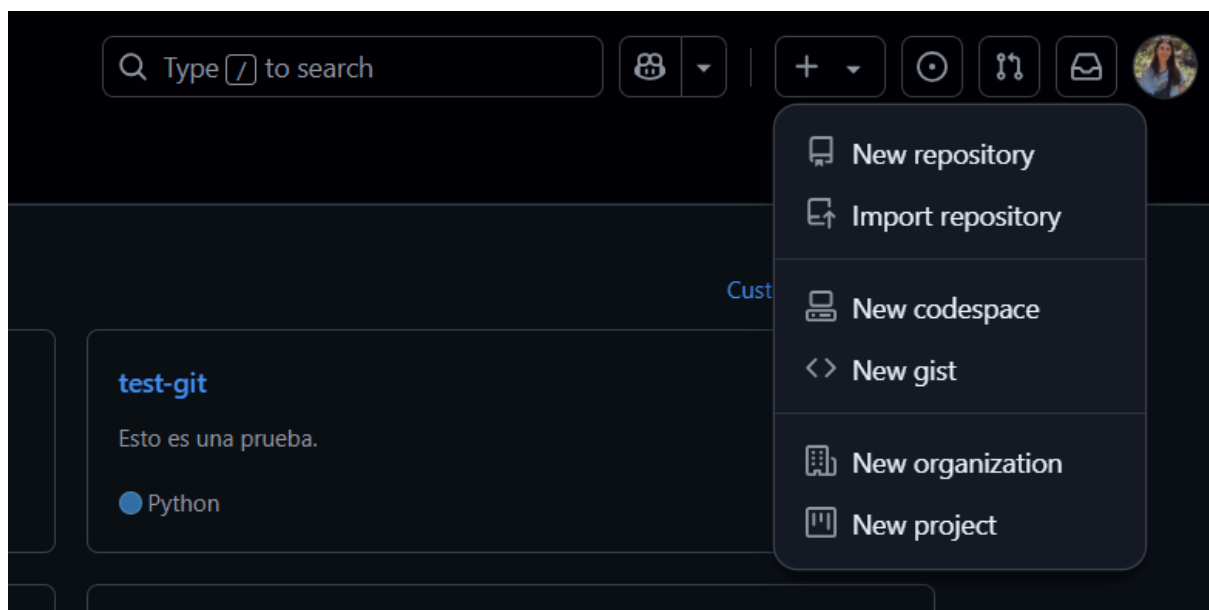 Type / to search
New repository
Import repository
Cust
New codespace
New gist
test-git
Esto es una prueba.
Python
New organization
New project